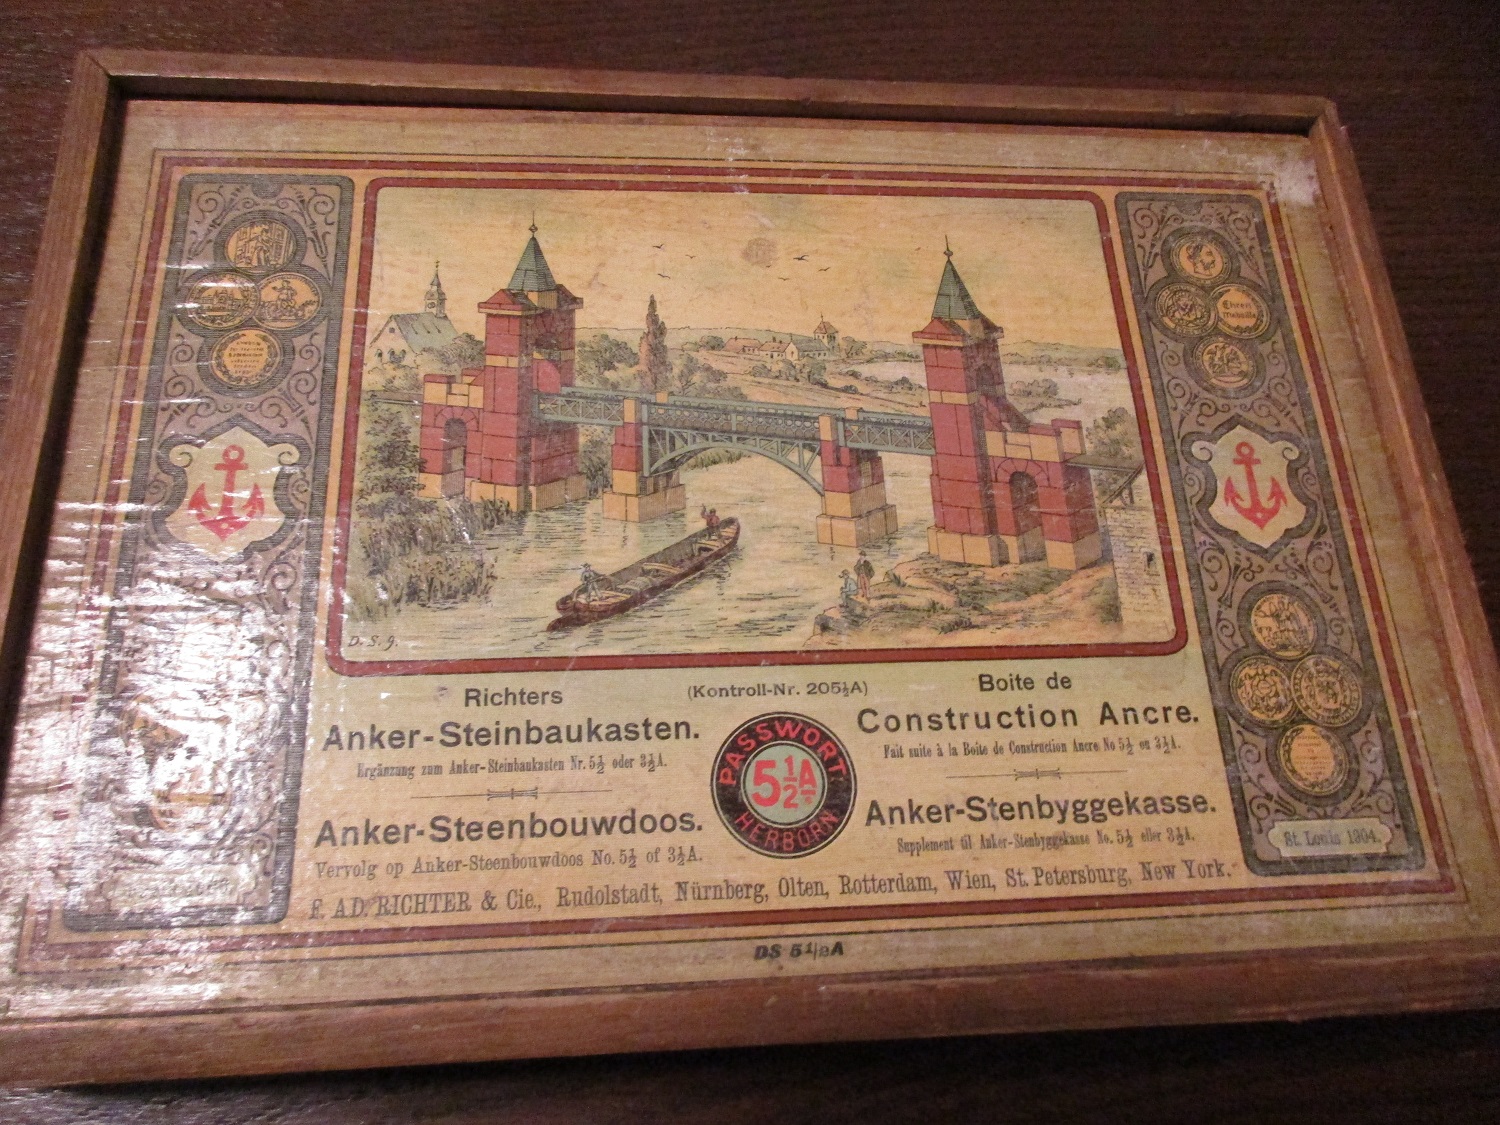 Ehren
Medaille
D. S. g.
Richters
(Kontroll-Nr. 205½A)
Boite de
Anker-Steinbaukasten.
Construction Ancre.
Ergänzung zum Anker-Steinbaukasten Nr. 5½ oder 3½A.
Fait suite à la Boite de Construction Ancre No 5½ ou 3½A.
PASSWORT
5½A
HERBORN
Anker-Steenbouwdoos.
Anker-Stenbyggekasse.
Vervolg op Anker-Steenbouwdoos No. 5½ of 3½A.
Supplement til Anker-Stenbyggekasse No. 5½ eller 3½A.
F. AD. RICHTER & Cie., Rudolstadt, Nürnberg, Olten, Rotterdam, Wien, St. Petersburg, New York.
St. Louis 1904.
DS 5½A